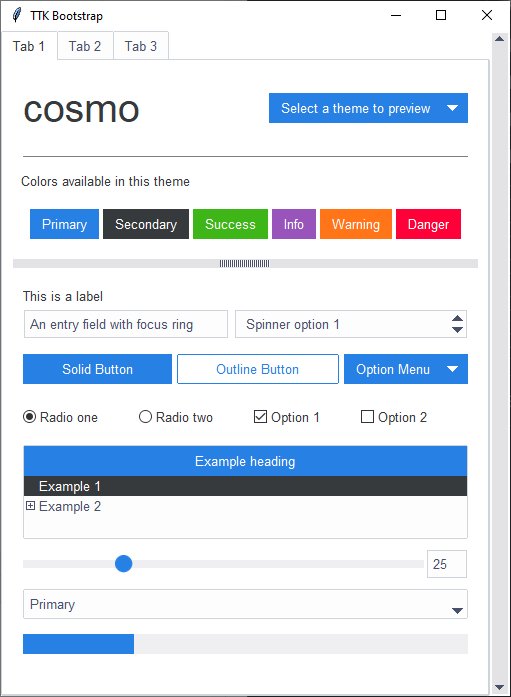 TTK Bootstrap
Tab 1 Tab 2 Tab 3
cosmo
Select a theme to preview
Colors available in this theme
Primary Secondary Success Info Warning Danger
This is a label
An entry field with focus ring Spinner option 1
Solid Button Outline Button Option Menu
Radio one Radio two Option 1 Option 2
Example heading
Example 1
Example 2
25
Primary